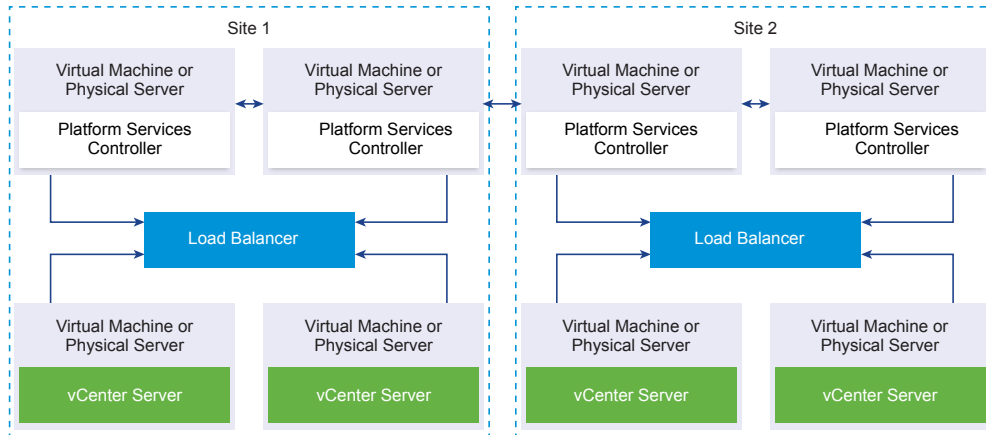 Site 1
Virtual Machine or
Physical Server
Platform Services
Controller
Virtual Machine or
Physical Server
Platform Services
Controller
Load Balancer
Virtual Machine or
Physical Server
vCenter Server
Virtual Machine or
Physical Server
vCenter Server
Site 2
Virtual Machine or
Physical Server
Platform Services
Controller
Virtual Machine or
Physical Server
Platform Services
Controller
Load Balancer
Virtual Machine or
Physical Server
vCenter Server
Virtual Machine or
Physical Server
vCenter Server